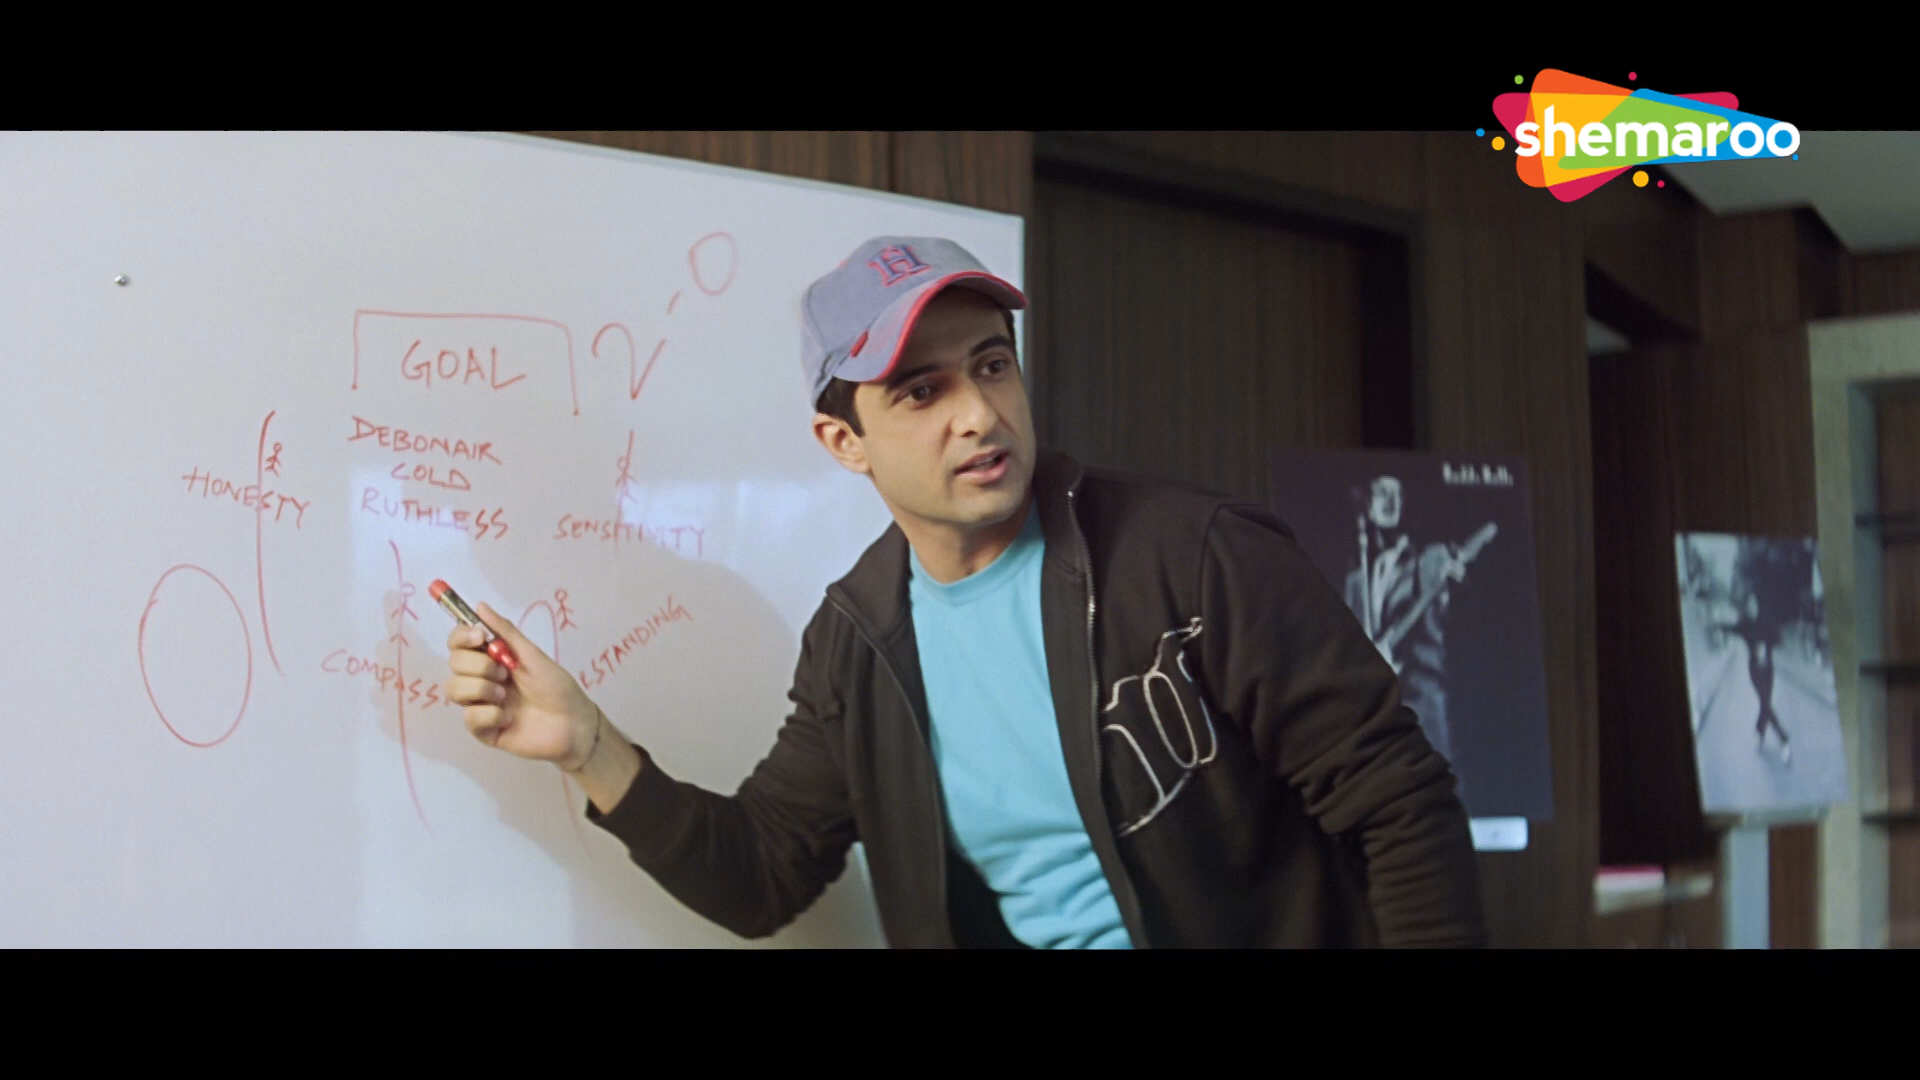 shemaroo
H
GOAL
DEBONAIR
COLD
RUTHLESS
HONESTY
SENSITIVITY